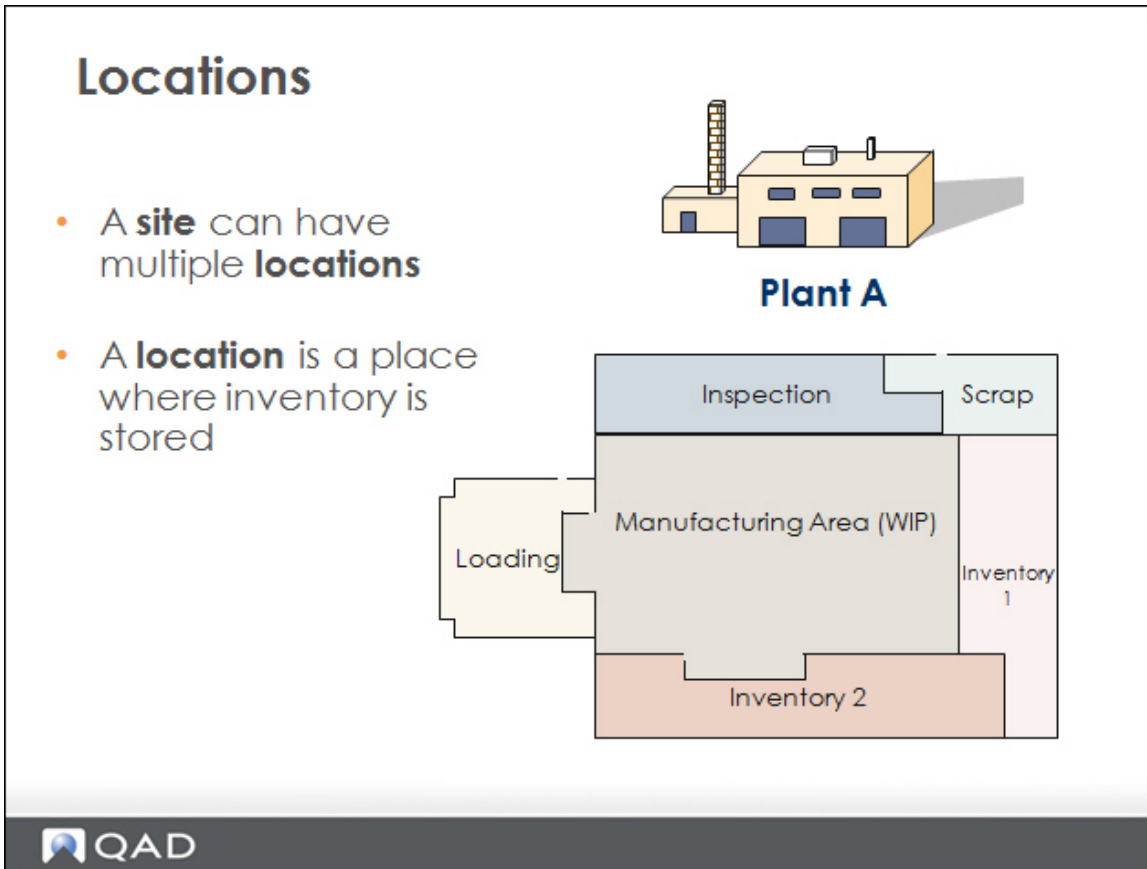 Locations
• A site can have
multiple locations
• A location is a place
where inventory is
stored
Plant A
Inspection
Scrap
Manufacturing Area (WIP)
Loading
Inventory
1
Inventory 2
QAD